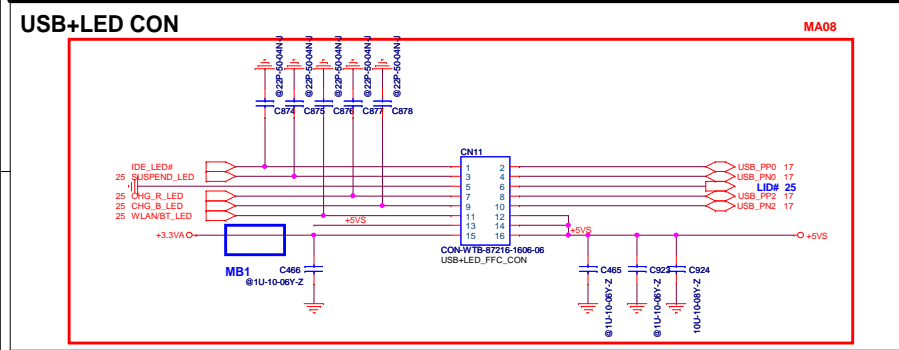 USB+LED CON
MA08
@22P-50-04N-J
@22P-50-04N-J
@22P-50-04N-J
@22P-50-04N-J
@22P-50-04N-J
C874
C875
C876
C877
C878
CN11
IDE_LED#
25 SUSPEND_LED
25 CHG_R_LED
25 CHG_B_LED
25 WLAN/BT_LED
+3.3VA
+5VS
1 2
3 4
5 6
7 8
9 10
11 12
13 14
15 16
USB_PP0 17
USB_PN0 17
LID# 25
USB_PP2 17
USB_PN2 17
+5VS
+5VS
CON-WTB-87216-1606-06
USB+LED_FFC_CON
MB1
C466
@1U-10-06Y-Z
C465
@1U-10-06Y-Z
C923
@1U-10-06Y-Z
C924
10U-10-08Y-Z